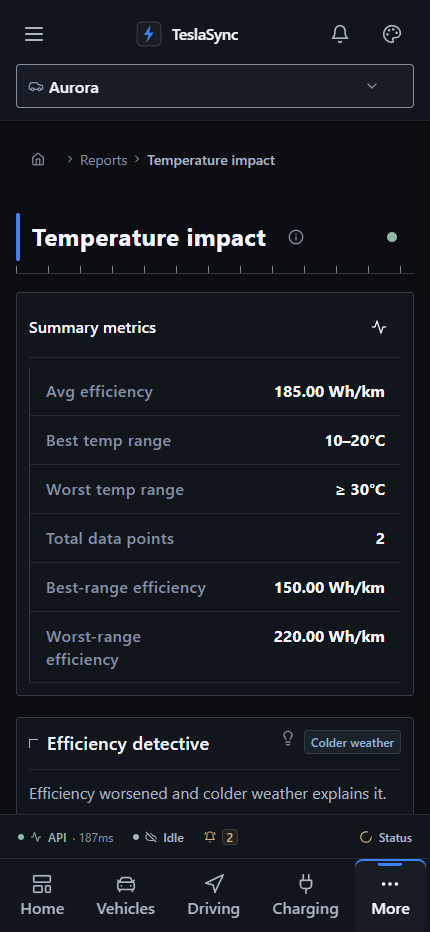 TeslaSync
Aurora
Reports > Temperature impact
Temperature impact
Summary metrics
Avg efficiency 185.00 Wh/km
Best temp range 10–20°C
Worst temp range ≥ 30°C
Total data points 2
Best-range efficiency 150.00 Wh/km
Worst-range efficiency 220.00 Wh/km
Efficiency detective Colder weather
Efficiency worsened and colder weather explains it.
API · 187ms Idle 2 Status
Home Vehicles Driving Charging More